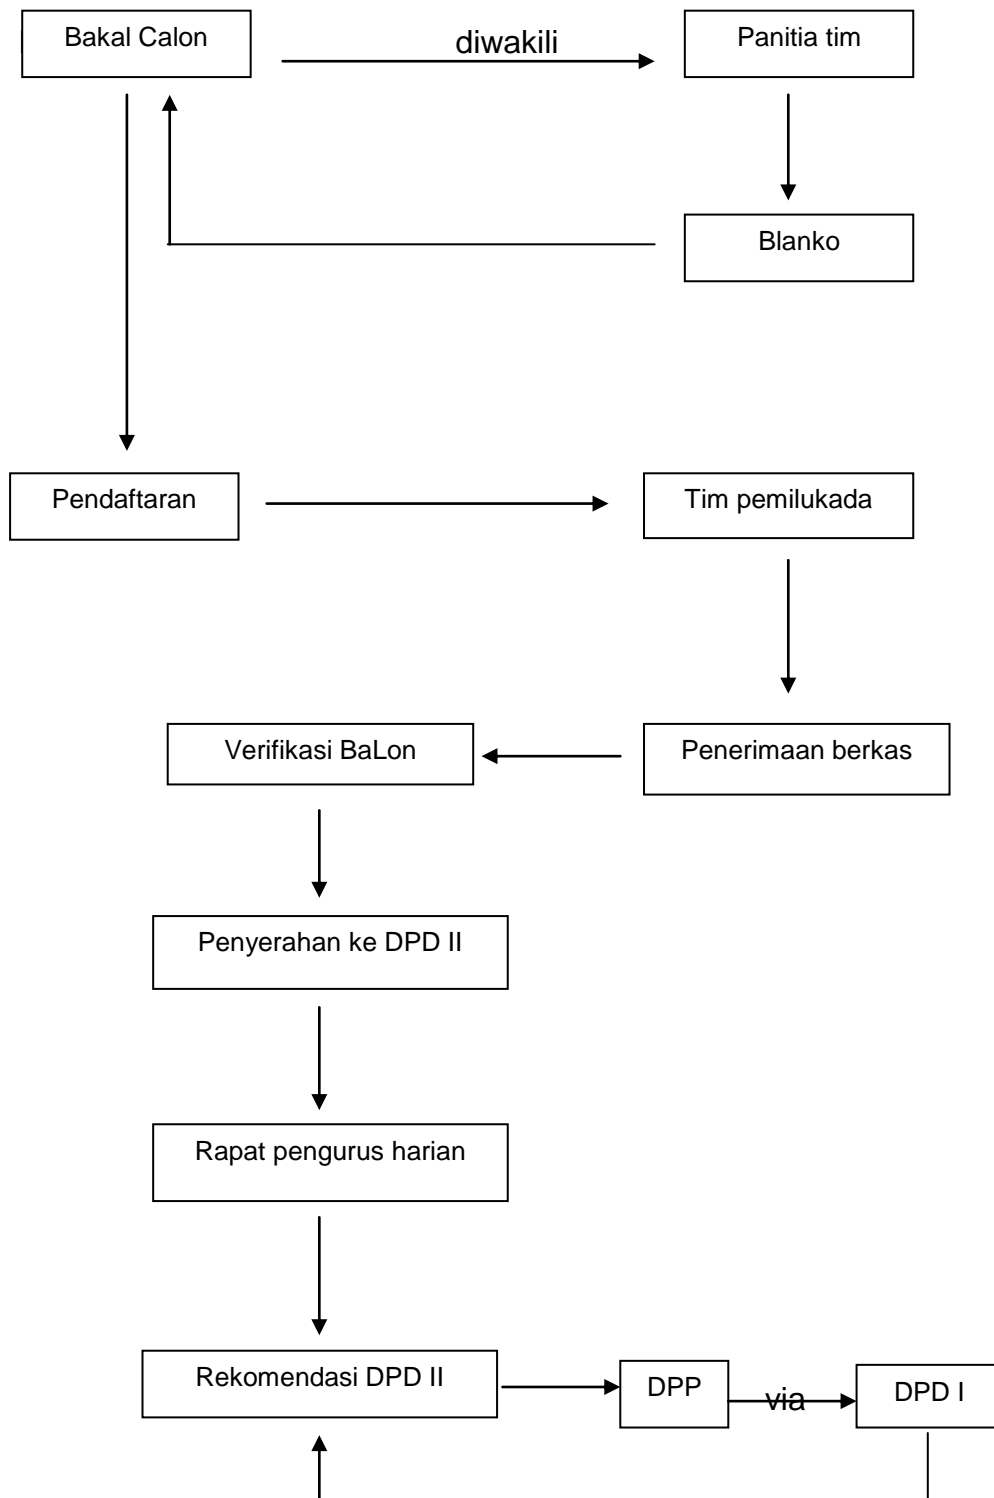 Bakal Calon
diwakili
Panitia tim
Blanko
Pendaftaran
Tim pemilukada
Verifikasi BaLon
Penerimaan berkas
Penyerahan ke DPD II
Rapat pengurus harian
Rekomendasi DPD II
DPP
via
DPD I